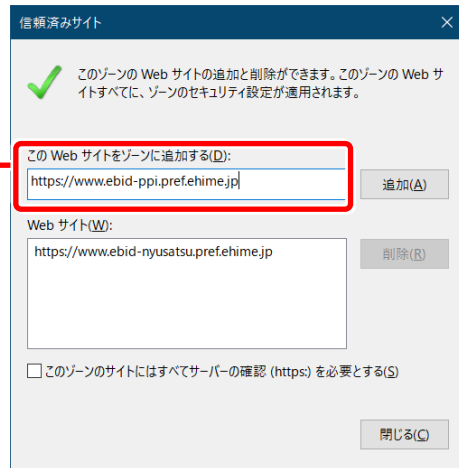 信頼済みサイト
このゾーンの Web サイトの追加と削除ができます。このゾーンの Web サ
イトすべてに、ゾーンのセキュリティ設定が適用されます。
この Web サイトをゾーンに追加する(D):
https://www.ebid-ppi.pref.ehime.jp
追加(A)
Web サイト(W):
https://www.ebid-nyusatsu.pref.ehime.jp
削除(R)
このゾーンのサイトにはすべてサーバーの確認 (https:) を必要とする(S)
閉じる(C)